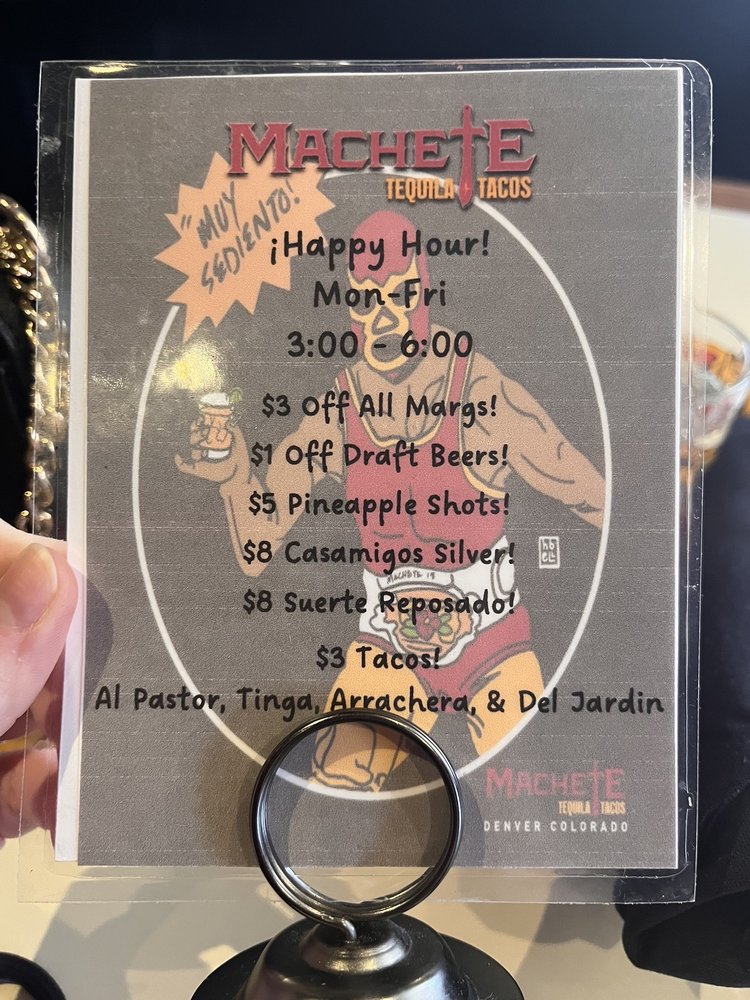 MACHETE
TEQUILA TACOS
"MUY
SEDIENTO!
¡Happy Hour!
Mon-Fri
3:00 - 6:00
$3 Off All Margs!
$1 Off Draft Beers!
$5 Pineapple Shots!
$8 Casamigos Silver!
$8 Suerte Reposado!
$3 Tacos!
Al Pastor, Tinga, Arrachera, & Del Jardin
MACHETE
TEQUILA TACOS
DENVER COLORADO